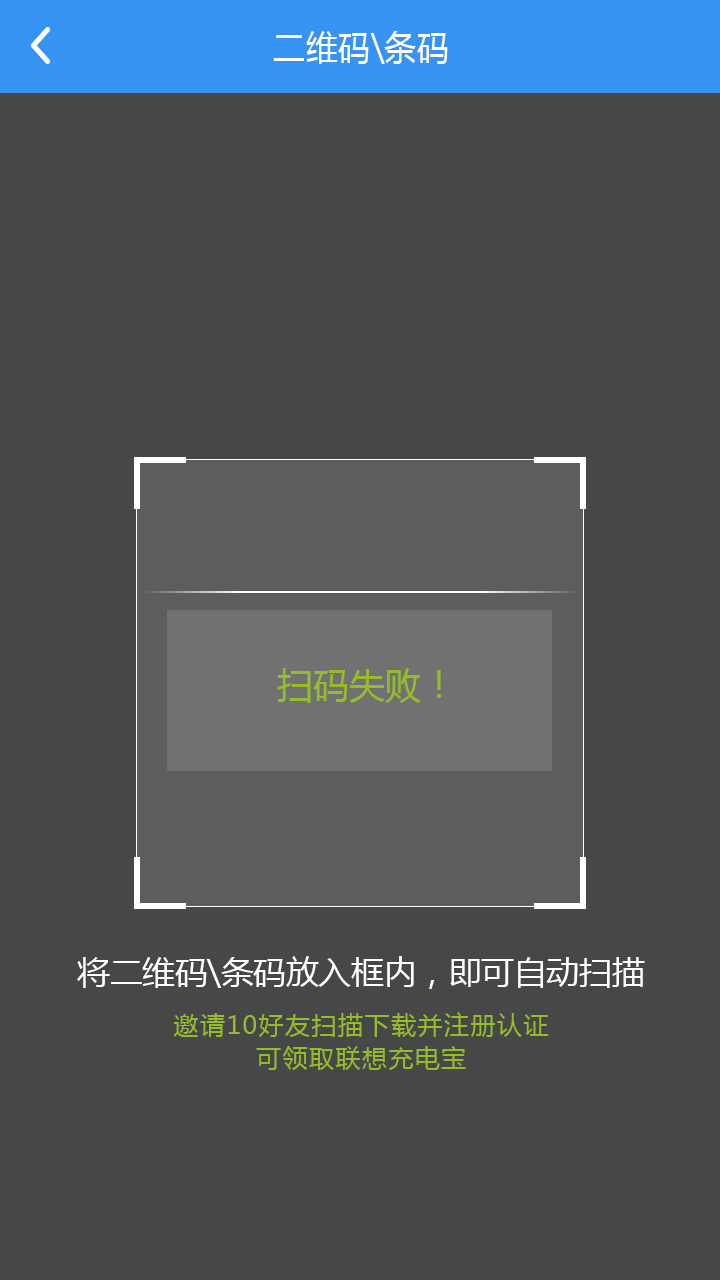 二维码\条码
扫码失败！
将二维码\条码放入框内，即可自动扫描
邀请10好友扫描下载并注册认证
可领取联想充电宝